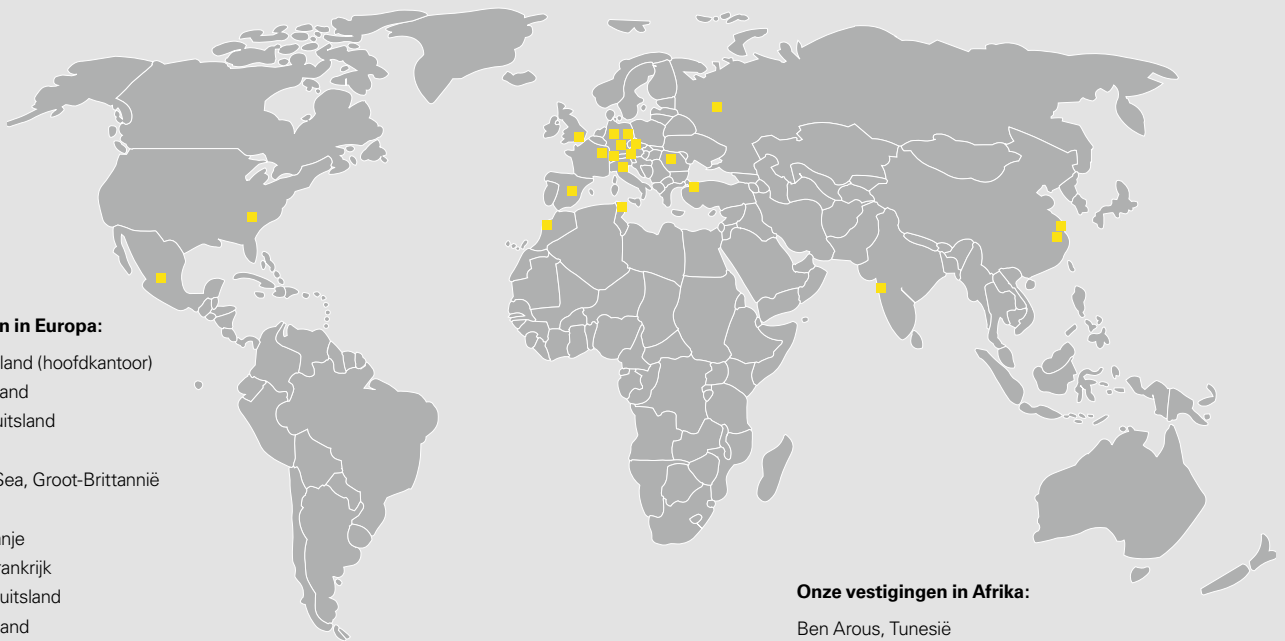 n in Europa:
land (hoofdkantoor)
and
uitsland
Sea, Groot-Brittannië
nje
rankrijk
uitsland
and
Onze vestigingen in Afrika:
Ben Arous, Tunesië